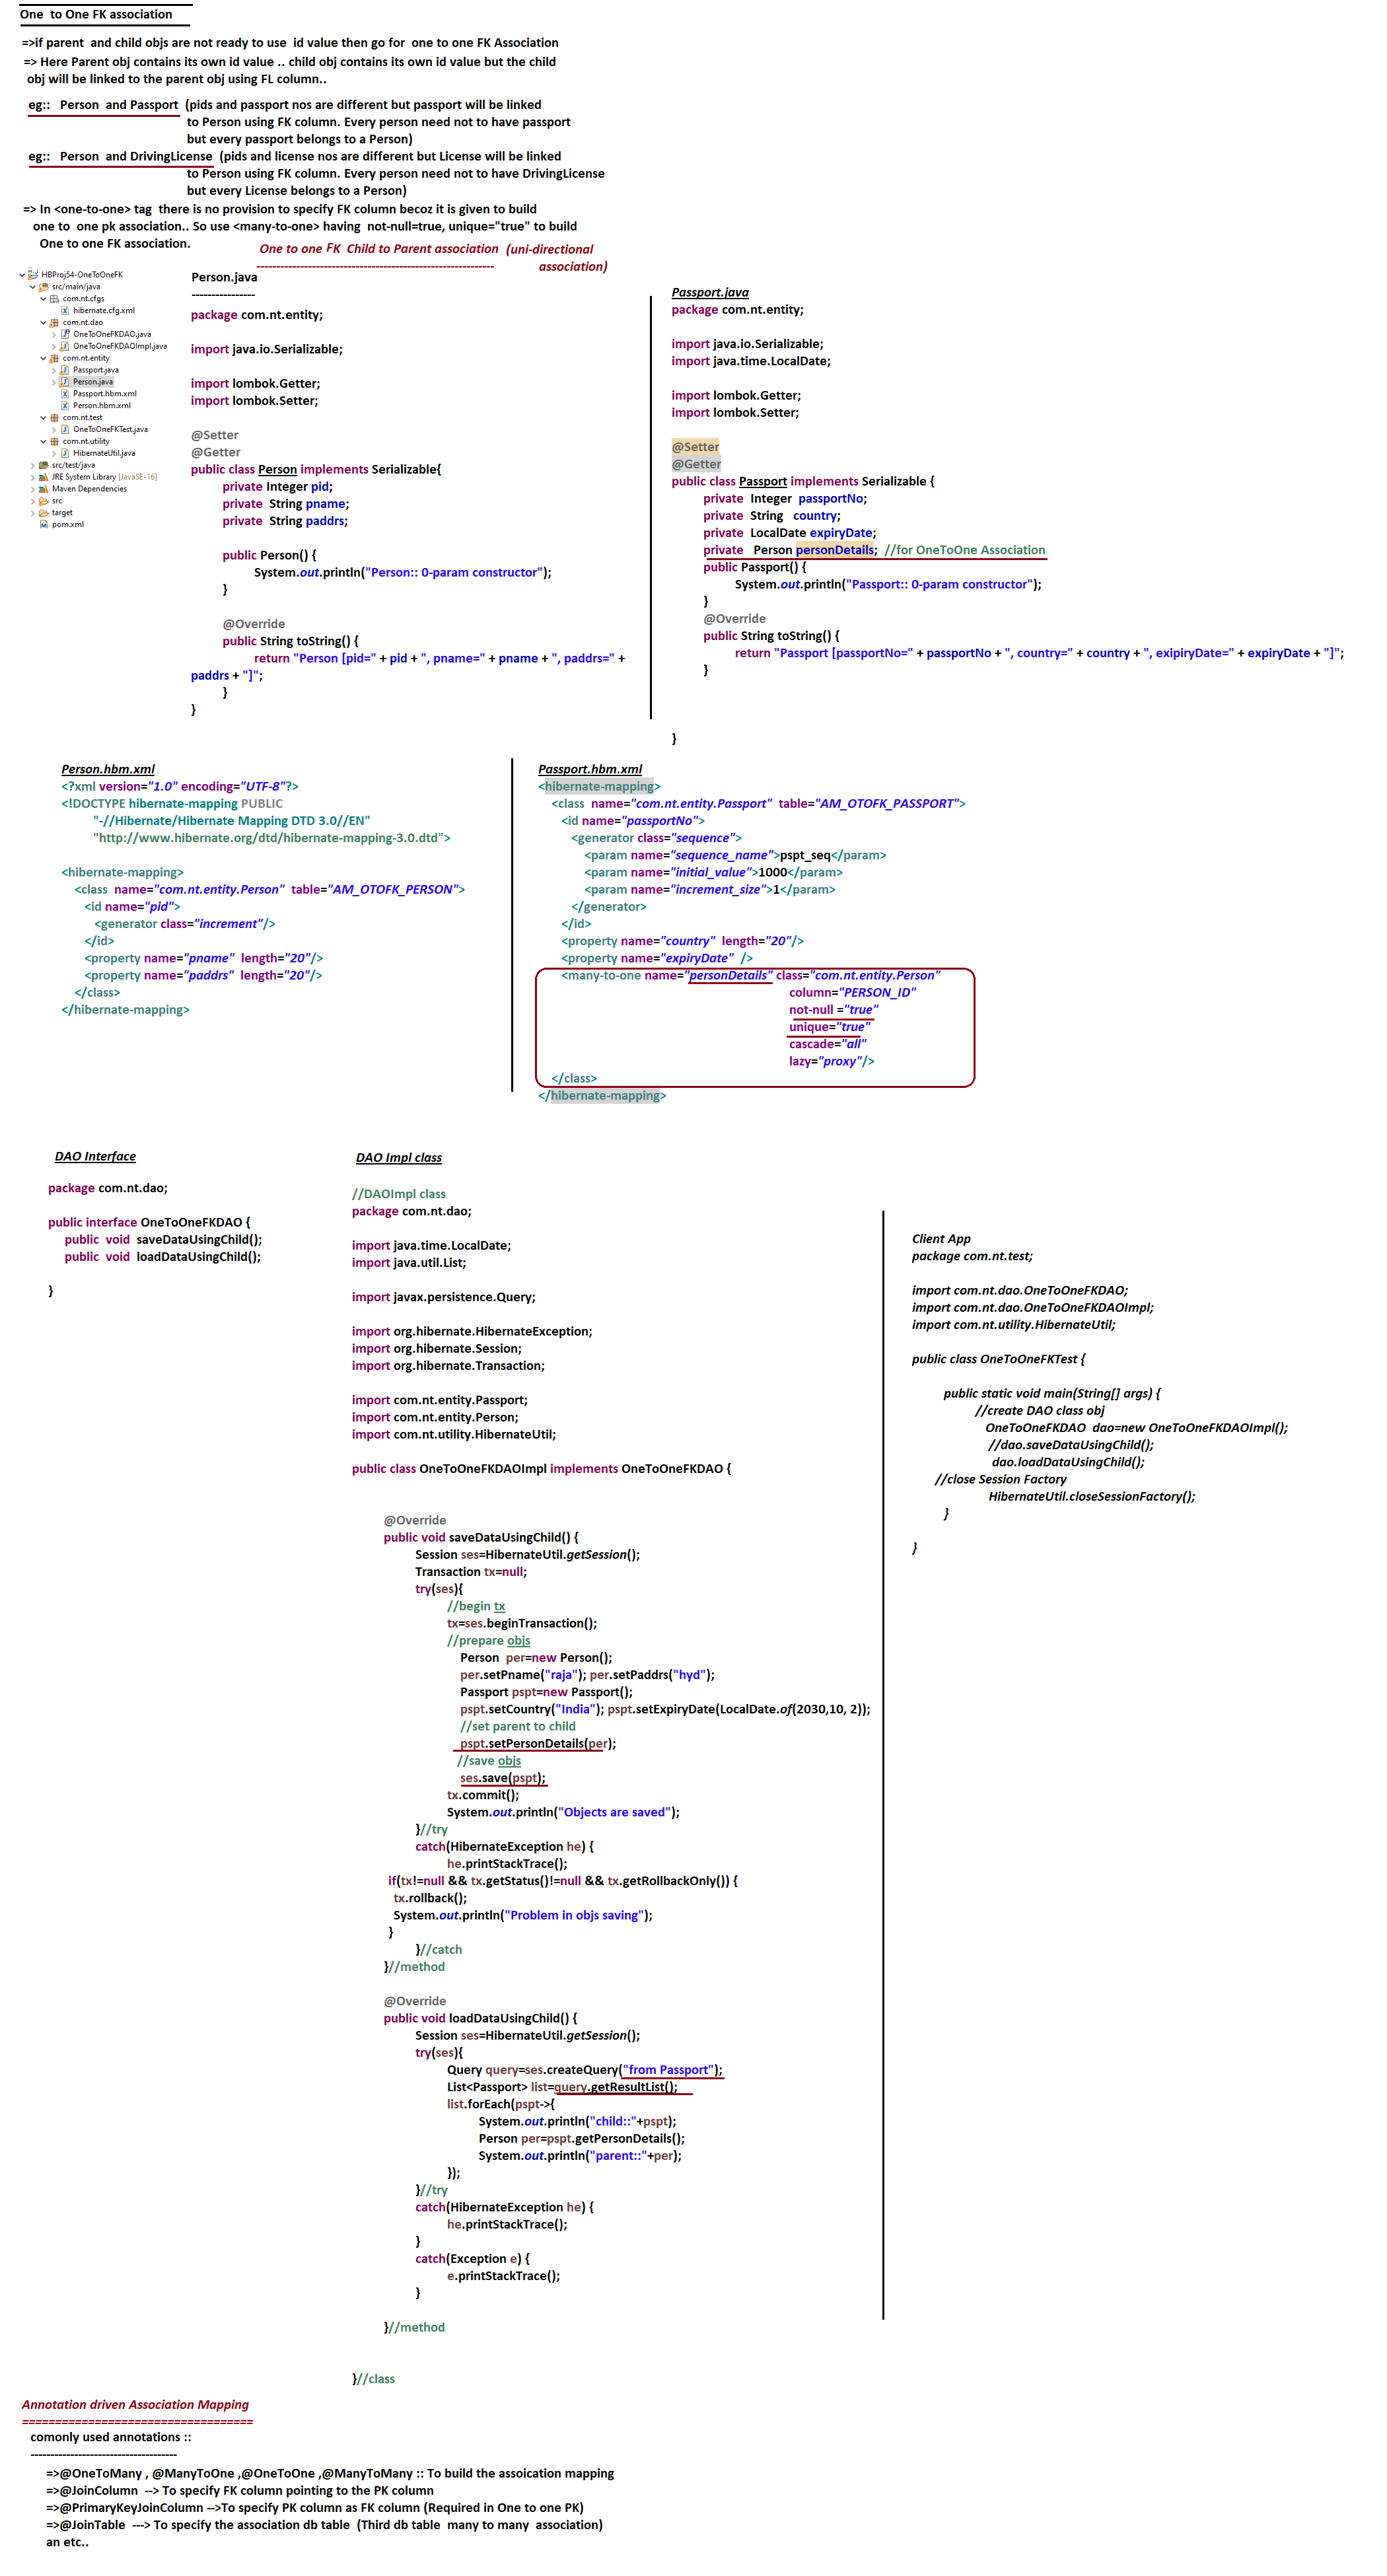 One  to One FK association
=>if parent  and child objs are not ready to use  id value then go for  one to one FK Association
=> Here Parent obj contains its own id value .. child obj contains its own id value but the child
obj will be linked to the parent obj using FL column..
eg::   Person  and Passport  (pids and passport nos are different but passport will be linked
to Person using FK column. Every person need not to have passport
but every passport belongs to a Person)
eg::   Person  and DrivingLicense  (pids and license nos are different but License will be linked
to Person using FK column. Every person need not to have DrivingLicense
but every License belongs to a Person)
=> In <one-to-one> tag  there is no provision to specify FK column becoz it is given to build
one to  one pk association.. So use <many-to-one> having  not-null=true, unique="true" to build
One to one FK association.
One to one FK  Child to Parent association  (uni-directional
---------------------------------------------------------------
association)
HBProj54-OneToOneFK
src/main/java
com.nt.cfgs
hibernate.cfg.xml
com.nt.dao
OneToOneFKDAO.java
OneToOneFKDAOImpl.java
com.nt.entity
Passport.java
Person.java
Passport.hbm.xml
Person.hbm.xml
com.nt.test
OneToOneFKTest.java
com.nt.utility
HibernateUtil.java
src/test/java
JRE System Library [JavaSE-16]
Maven Dependencies
src
target
pom.xml
Person.java
----------------
package com.nt.entity;
import java.io.Serializable;
import lombok.Getter;
import lombok.Setter;
@Setter
@Getter
public class Person implements Serializable{
private Integer pid;
private  String pname;
private  String paddrs;
public Person() {
System.out.println("Person:: 0-param constructor");
}
@Override
public String toString() {
return "Person [pid=" + pid + ", pname=" + pname + ", paddrs=" +
paddrs + "]";
}
}
Passport.java
package com.nt.entity;
import java.io.Serializable;
import java.time.LocalDate;
import lombok.Getter;
import lombok.Setter;
@Setter
@Getter
public class Passport implements Serializable {
private  Integer  passportNo;
private  String   country;
private  LocalDate expiryDate;
private   Person personDetails;  //for OneToOne Association
public Passport() {
System.out.println("Passport:: 0-param constructor");
}
@Override
public String toString() {
return "Passport [passportNo=" + passportNo + ", country=" + country + ", exipiryDate=" + expiryDate + "]";
}
}
Person.hbm.xml
<?xml version="1.0" encoding="UTF-8"?>
<!DOCTYPE hibernate-mapping PUBLIC
"-//Hibernate/Hibernate Mapping DTD 3.0//EN"
"http://www.hibernate.org/dtd/hibernate-mapping-3.0.dtd">
<hibernate-mapping>
<class  name="com.nt.entity.Person"  table="AM_OTOFK_PERSON">
<id name="pid">
<generator class="increment"/>
</id>
<property name="pname"  length="20"/>
<property name="paddrs"  length="20"/>
</class>
</hibernate-mapping>
Passport.hbm.xml
<hibernate-mapping>
<class  name="com.nt.entity.Passport"  table="AM_OTOFK_PASSPORT">
<id name="passportNo">
<generator class="sequence">
<param name="sequence_name">pspt_seq</param>
<param name="initial_value">1000</param>
<param name="increment_size">1</param>
</generator>
</id>
<property name="country"  length="20"/>
<property name="expiryDate"  />
<many-to-one name="personDetails" class="com.nt.entity.Person"
column="PERSON_ID"
not-null ="true"
unique="true"
cascade="all"
lazy="proxy"/>
</class>
</hibernate-mapping>
DAO Interface
package com.nt.dao;
public interface OneToOneFKDAO {
public  void  saveDataUsingChild();
public  void  loadDataUsingChild();
}
DAO Impl class
//DAOImpl class
package com.nt.dao;
import java.time.LocalDate;
import java.util.List;
import javax.persistence.Query;
import org.hibernate.HibernateException;
import org.hibernate.Session;
import org.hibernate.Transaction;
import com.nt.entity.Passport;
import com.nt.entity.Person;
import com.nt.utility.HibernateUtil;
public class OneToOneFKDAOImpl implements OneToOneFKDAO {
@Override
public void saveDataUsingChild() {
Session ses=HibernateUtil.getSession();
Transaction tx=null;
try(ses){
//begin tx
tx=ses.beginTransaction();
//prepare objs
Person  per=new Person();
per.setPname("raja"); per.setPaddrs("hyd");
Passport pspt=new Passport();
pspt.setCountry("India"); pspt.setExpiryDate(LocalDate.of(2030,10, 2));
//set parent to child
pspt.setPersonDetails(per);
//save objs
ses.save(pspt);
tx.commit();
System.out.println("Objects are saved");
}//try
catch(HibernateException he) {
he.printStackTrace();
if(tx!=null && tx.getStatus()!=null && tx.getRollbackOnly()) {
tx.rollback();
System.out.println("Problem in objs saving");
}
}//catch
}//method
@Override
public void loadDataUsingChild() {
Session ses=HibernateUtil.getSession();
try(ses){
Query query=ses.createQuery("from Passport");
List<Passport> list=query.getResultList();
list.forEach(pspt->{
System.out.println("child::"+pspt);
Person per=pspt.getPersonDetails();
System.out.println("parent::"+per);
});
}//try
catch(HibernateException he) {
he.printStackTrace();
}
catch(Exception e) {
e.printStackTrace();
}
}//method
}//class
Client App
package com.nt.test;
import com.nt.dao.OneToOneFKDAO;
import com.nt.dao.OneToOneFKDAOImpl;
import com.nt.utility.HibernateUtil;
public class OneToOneFKTest {
public static void main(String[] args) {
//create DAO class obj
OneToOneFKDAO  dao=new OneToOneFKDAOImpl();
//dao.saveDataUsingChild();
dao.loadDataUsingChild();
//close Session Factory
HibernateUtil.closeSessionFactory();
}
}
Annotation driven Association Mapping
===================================
comonly used annotations ::
-------------------------------------
=>@OneToMany , @ManyToOne ,@OneToOne ,@ManyToMany :: To build the assoication mapping
=>@JoinColumn  --> To specify FK column pointing to the PK column
=>@PrimaryKeyJoinColumn -->To specify PK column as FK column (Required in One to one PK)
=>@JoinTable  ---> To specify the association db table  (Third db table  many to many  association)
an etc..